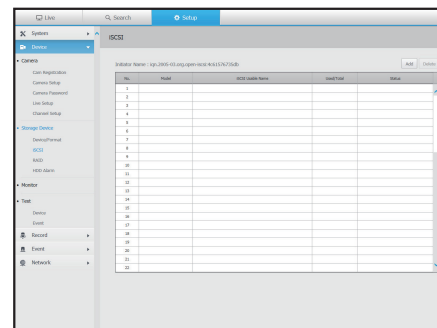 Live
Search
Setup
System
Device
Camera
Cam Registration
Camera Setup
Camera Password
Live Setup
Channel Setup
Storage Device
Device/Format
iSCSI
RAID
HDD Alarm
Monitor
Text
Device
Event
Record
Event
Network
iSCSI
Add
Delete
No.
Model
iSCSI Usable Name
Used/Total
Status
1
2
3
4
5
6
7
8
9
10
11
12
13
14
15
16
17
18
19
20
21
22